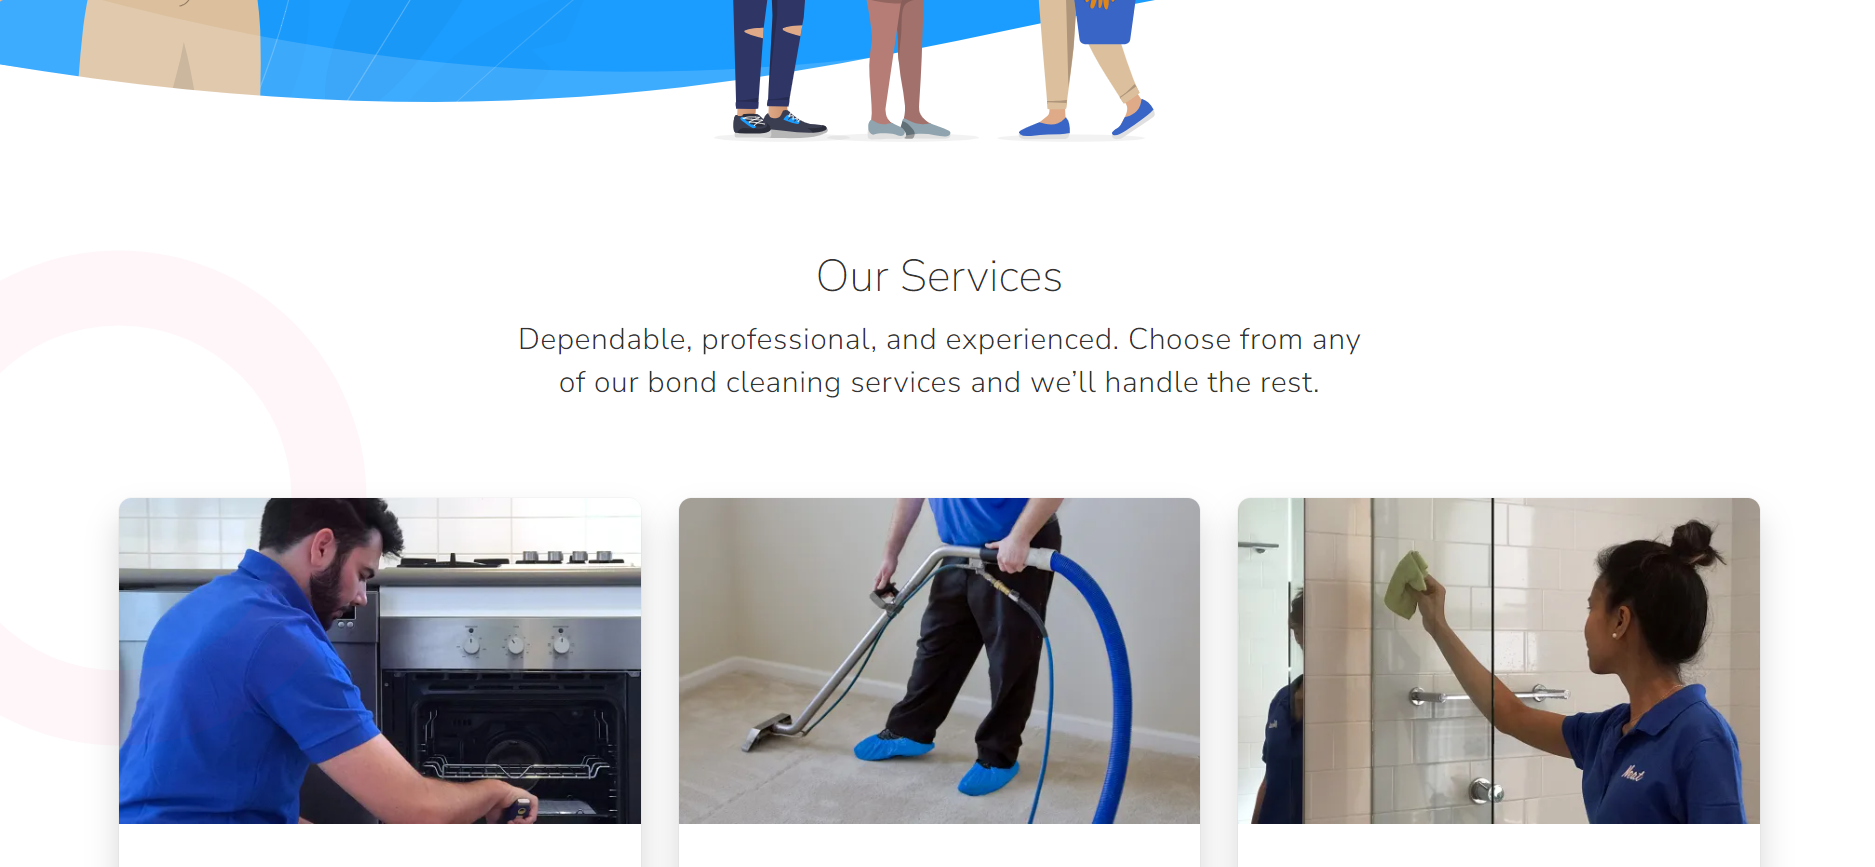 Our Services
Dependable, professional, and experienced. Choose from any
of our bond cleaning services and we’ll handle the rest.